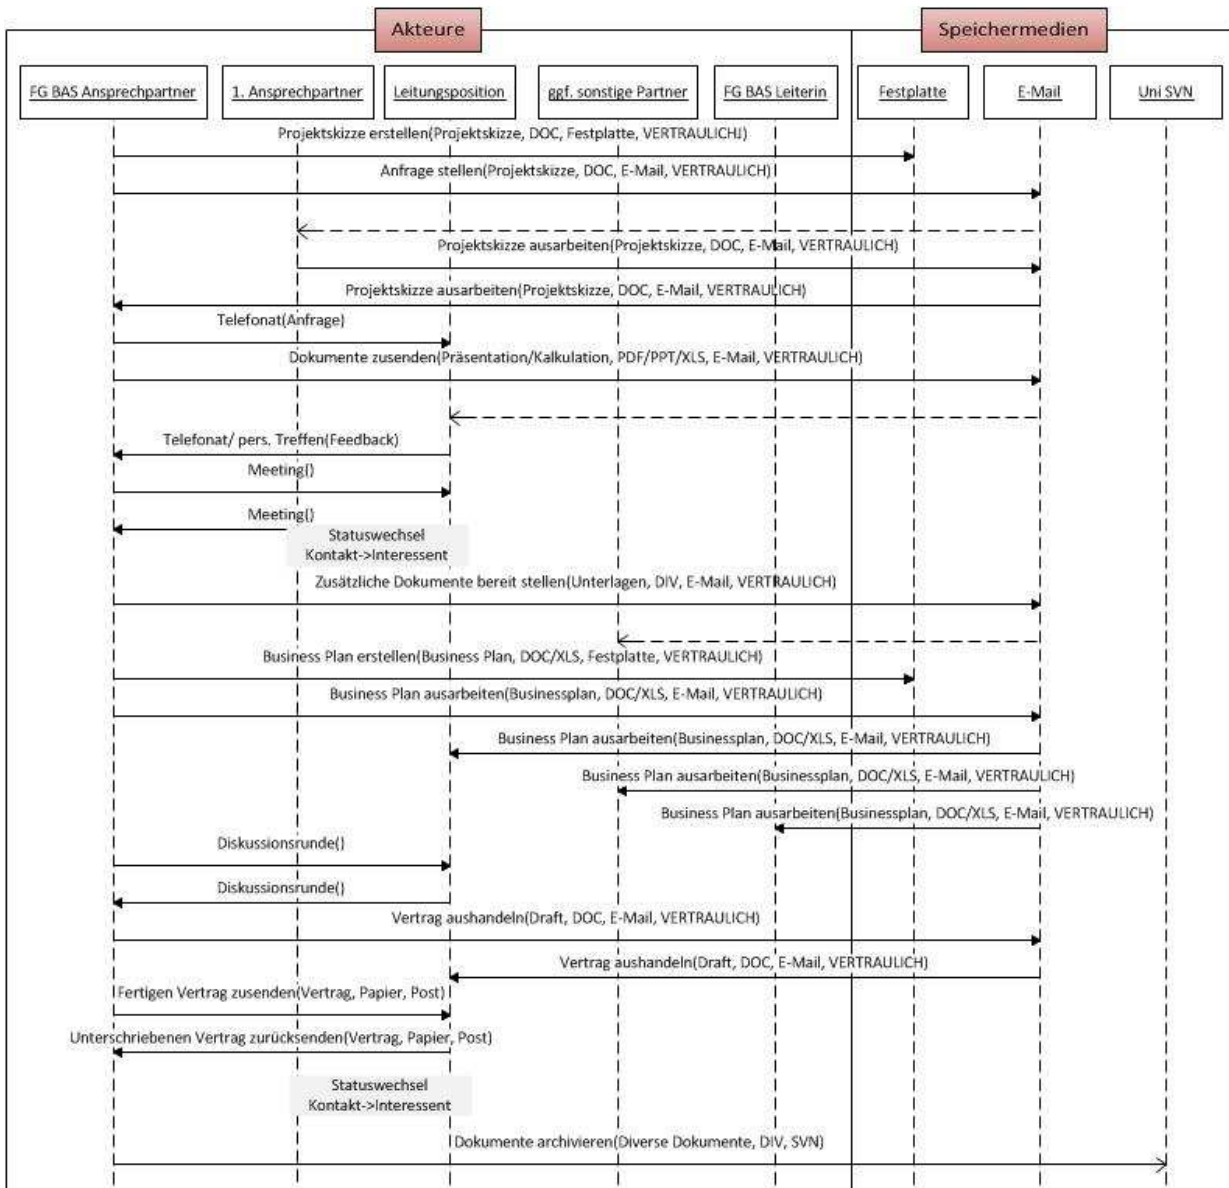 Akteure
Speichermedien
FG BAS Ansprechpartner
1. Ansprechpartner
Leitungsposition
ggf. sonstige Partner
FG BAS Leiterin
Festplatte
E-Mail
Uni SVN
Projektskizze erstellen(Projektskizze, DOC, Festplatte, VERTRAULICHJ)
Anfrage stellen(Projektskizze, DOC, E-Mail, VERTRAULICH)
Projektskizze ausarbeiten(Projektskizze, DOC, E-Mail, VERTRAULICH)
Projektskizze ausarbeiten(Projektskizze, DOC, E-Mail, VERTRAULICH)
Telefonat(Anfrage)
Dokumente zusenden(Präsentation/Kalkulation, PDF/PPT/XLS, E-Mail, VERTRAULICH)
Telefonat/ pers. Treffen(Feedback)
Meeting()
Meeting()
Statuswechsel
Kontakt->Interessent
Zusätzliche Dokumente bereit stellen(Unterlagen, DIV, E-Mail, VERTRAULICH)
Business Plan erstellen(Business Plan, DOC/XLS, Festplatte, VERTRAULICH)
Business Plan ausarbeiten(Businessplan, DOC/XLS, E-Mail, VERTRAULICH)
Business Plan ausarbeiten(Businessplan, DOC/XLS, E-Mail, VERTRAULICH)
Business Plan ausarbeiten(Businessplan, DOC/XLS, E-Mail, VERTRAULICH)
Business Plan ausarbeiten(Businessplan, DOC/XLS, E-Mail, VERTRAULICH)
Diskussionsrunde()
Diskussionsrunde()
Vertrag aushandeln(Draft, DOC, E-Mail, VERTRAULICH)
Vertrag aushandeln(Draft, DOC, E-Mail, VERTRAULICH)
Fertigen Vertrag zusenden(Vertrag, Papier, Post)
Unterschriebenen Vertrag zurücksenden(Vertrag, Papier, Post)
Statuswechsel
Kontakt->Interessent
Dokumente archivieren(Diverse Dokumente, DIV, SVN)